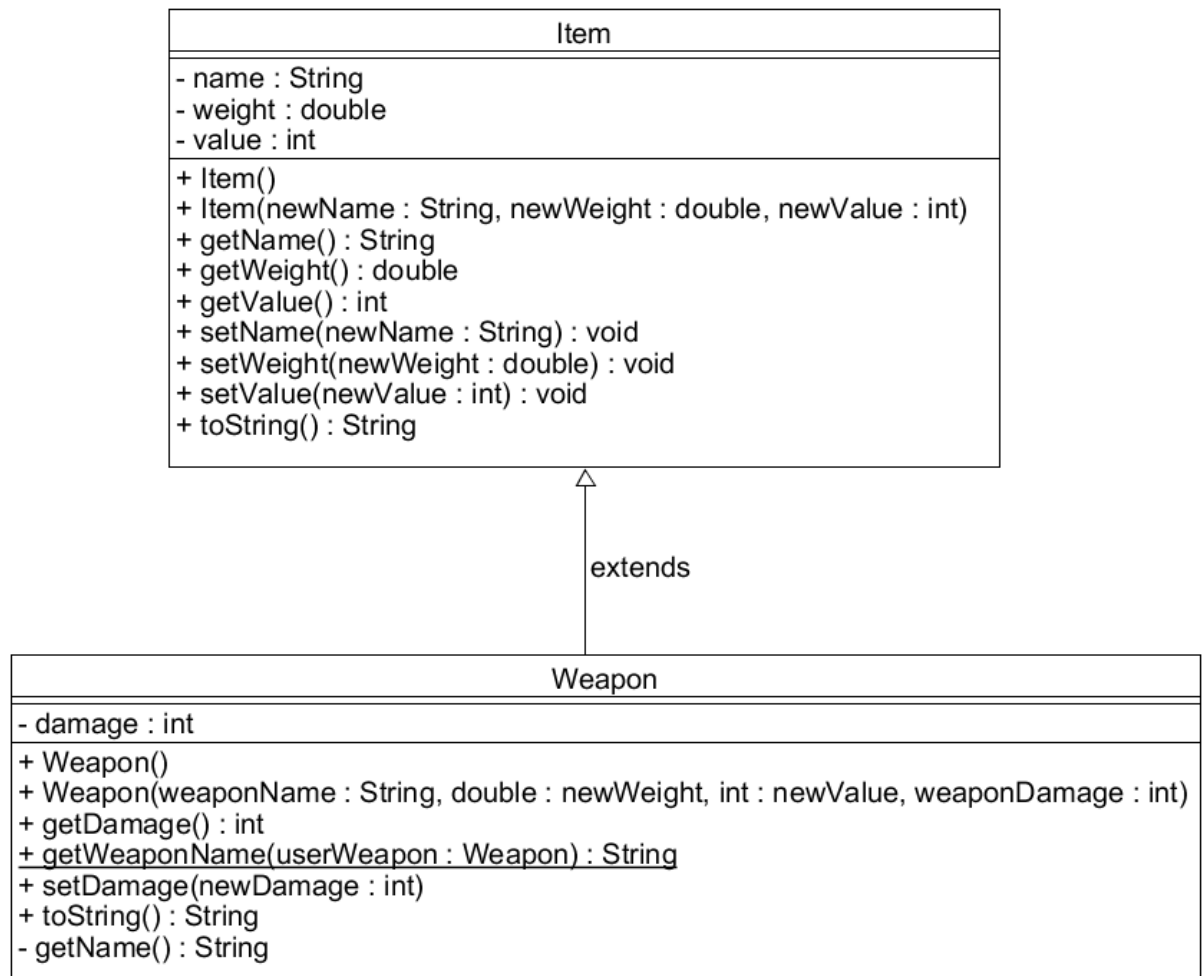 Item
- name : String
- weight : double
- value : int
+ Item()
+ Item(newName : String, newWeight : double, newValue : int)
+ getName() : String
+ getWeight() : double
+ getValue() : int
+ setName(newName : String) : void
+ setWeight(newWeight : double) : void
+ setValue(newValue : int) : void
+ toString() : String
extends
Weapon
- damage : int
+ Weapon()
+ Weapon(weaponName : String, double : newWeight, int : newValue, weaponDamage : int)
+ getDamage() : int
+ getWeaponName(userWeapon : Weapon) : String
+ setDamage(newDamage : int)
+ toString() : String
- getName() : String